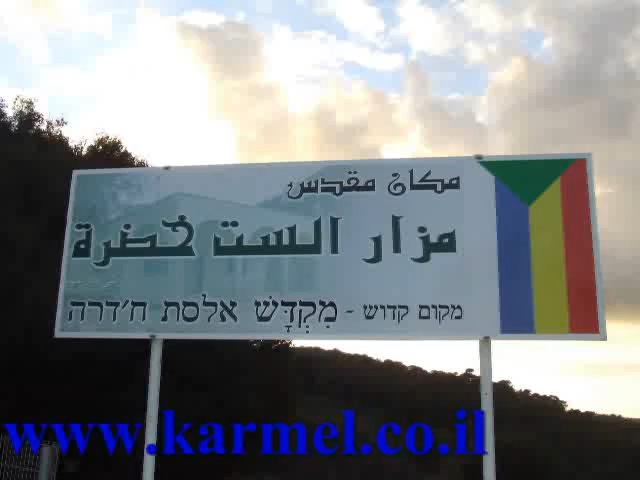 مكان مقدس
مزار الست خضرة
מקום קדוש - מִקְדָּשׁ אלסת ח'דרה
www.karmel.co.il